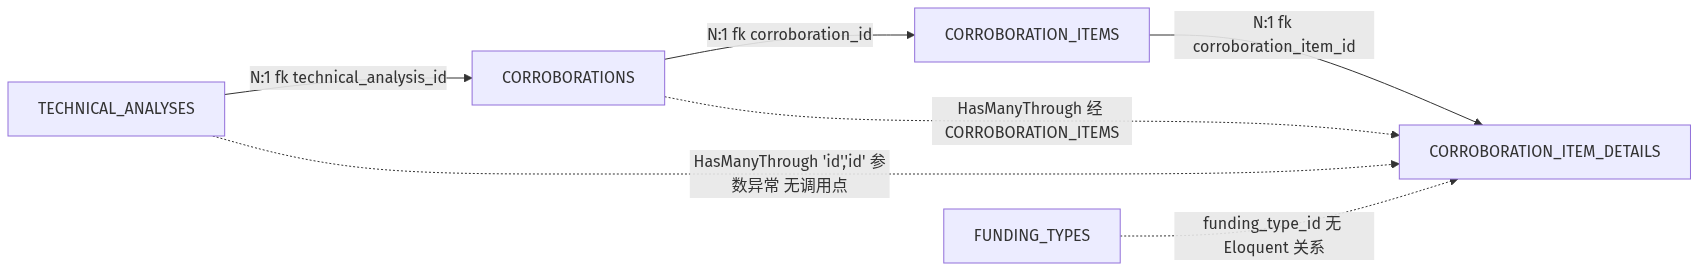 TECHNICAL_ANALYSES
N:1 fk technical_analysis_id
CORROBORATIONS
N:1 fk corroboration_id
CORROBORATION_ITEMS
N:1 fk
corroboration_item_id
HasManyThrough 经
CORROBORATION_ITEMS
HasManyThrough 'id','id' 参
数异常 无调用点
CORROBORATION_ITEM_DETAILS
FUNDING_TYPES
funding_type_id 无
Eloquent 关系